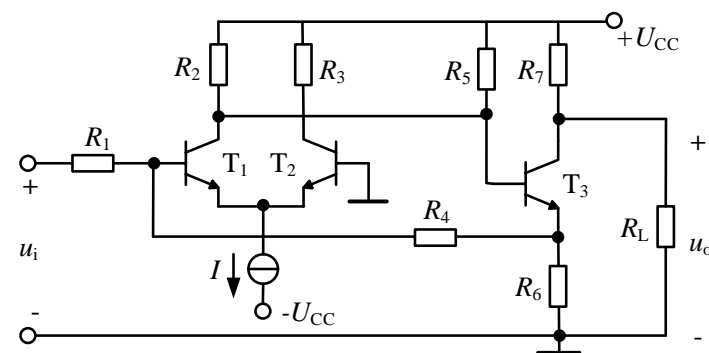 +U_CC
R_2
R_3
R_5
R_7
R_1
T_1
T_2
T_3
+
+
R_4
R_L
u_i
u_o
I
R_6
-U_CC
-
-